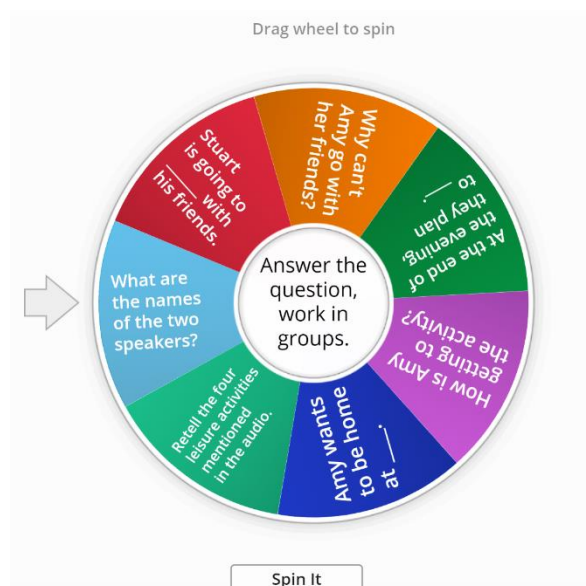 Drag wheel to spin
Stuart
is going to
______ with
his friends.
Why can't
Amy go with
her friends?
At the end of
the evening,
they plan
to ___.
How is Amy
getting to
the activity?
Amy wants
to be home
at ___.
Retell the four
leisure activities
mentioned
in the audio.
What are
the names
of the two
speakers?
Answer the
question,
work in
groups.
Spin It